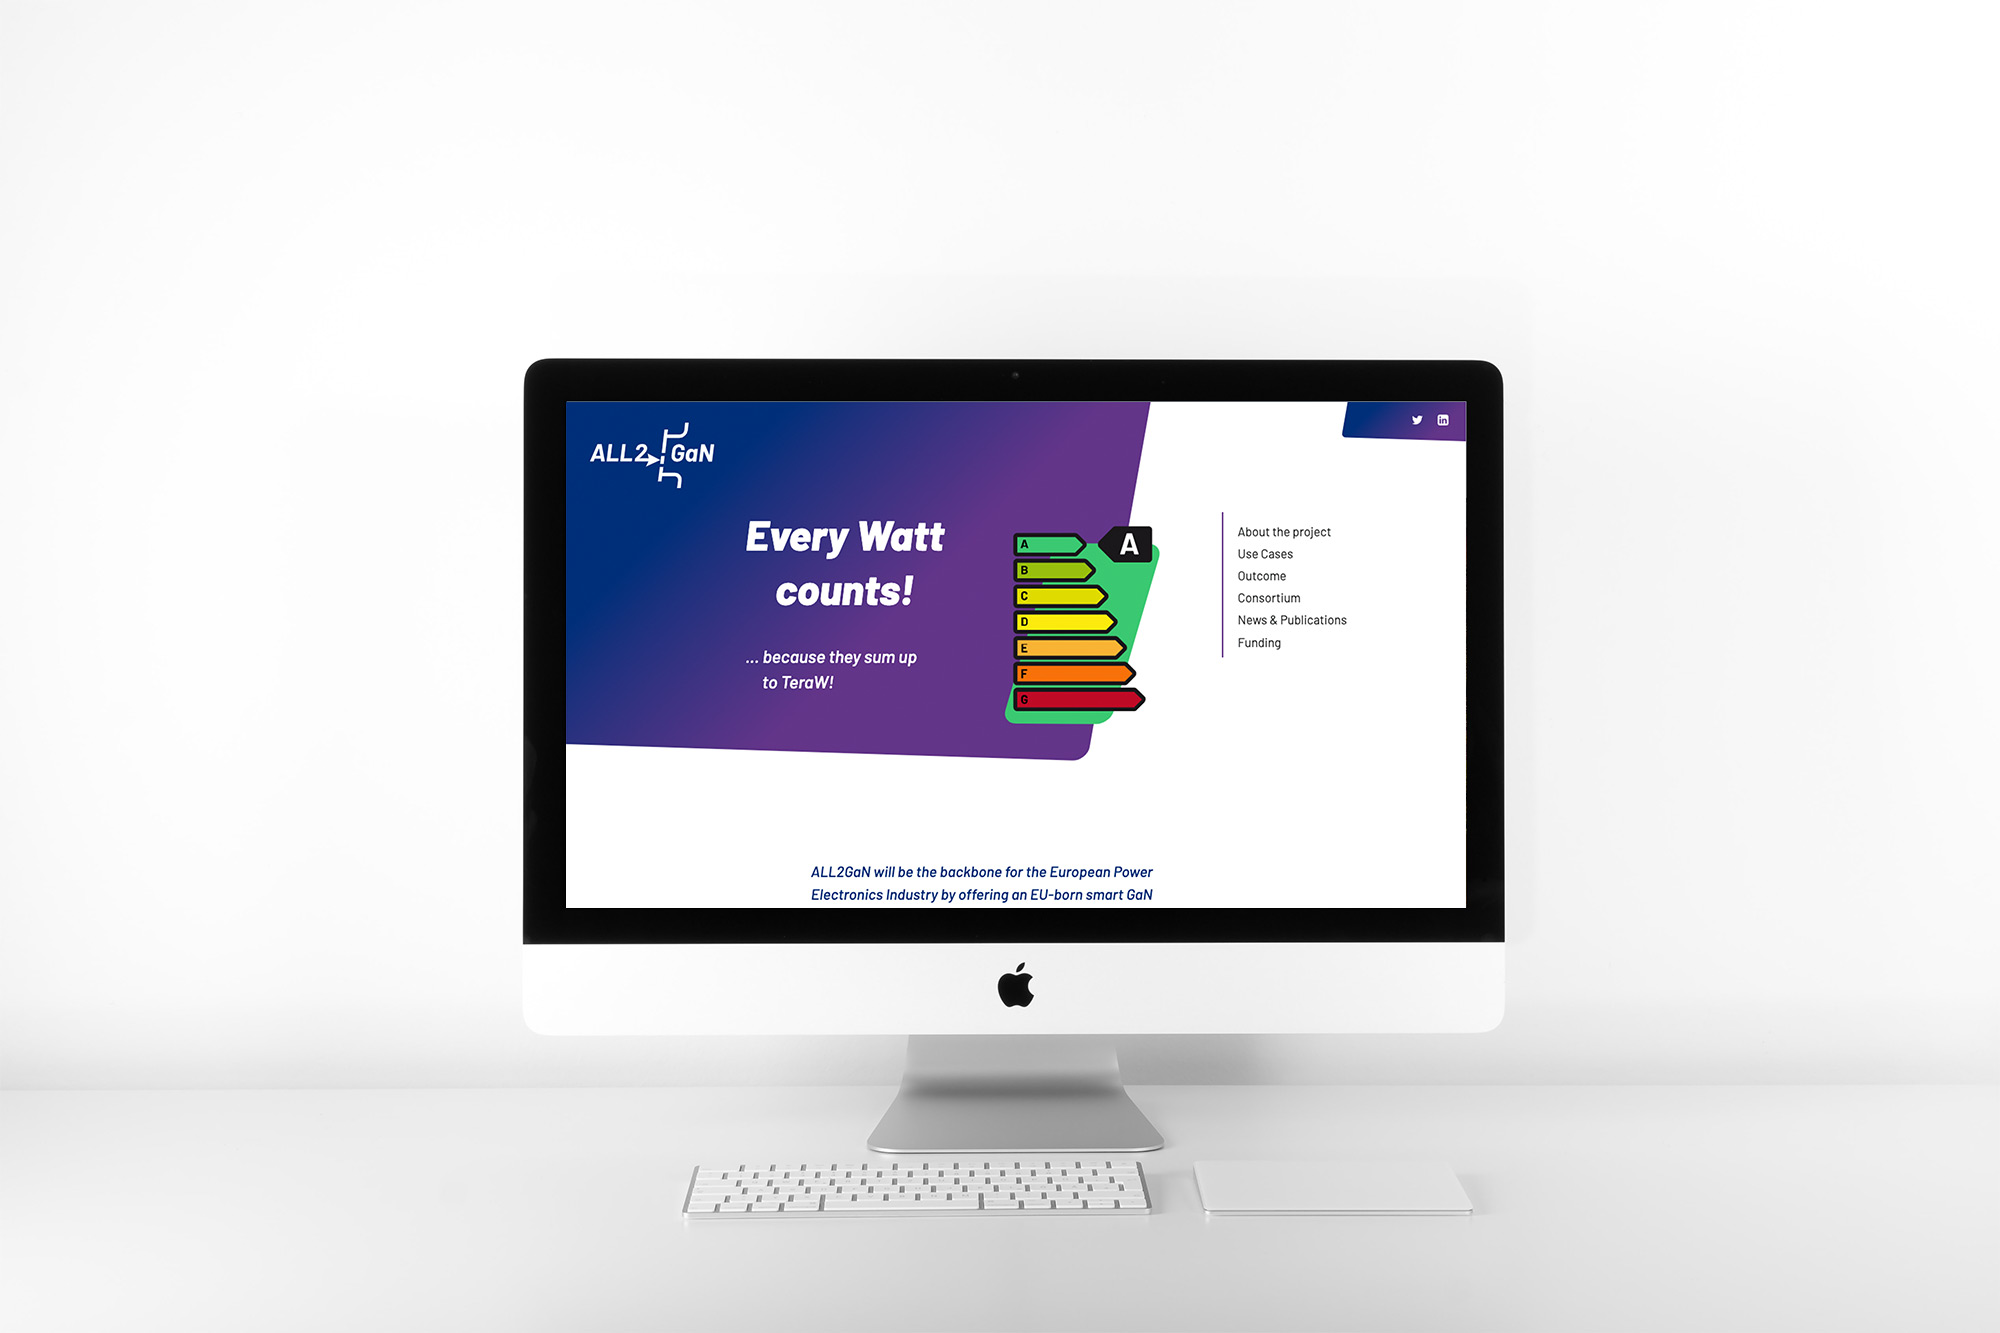 ALL2GaN
Every Watt
counts!
... because they sum up
to TeraW!
A
A
B
C
D
E
F
G
in
About the project
Use Cases
Outcome
Consortium
News & Publications
Funding
ALL2GaN will be the backbone for the European Power
Electronics Industry by offering an EU-born smart GaN